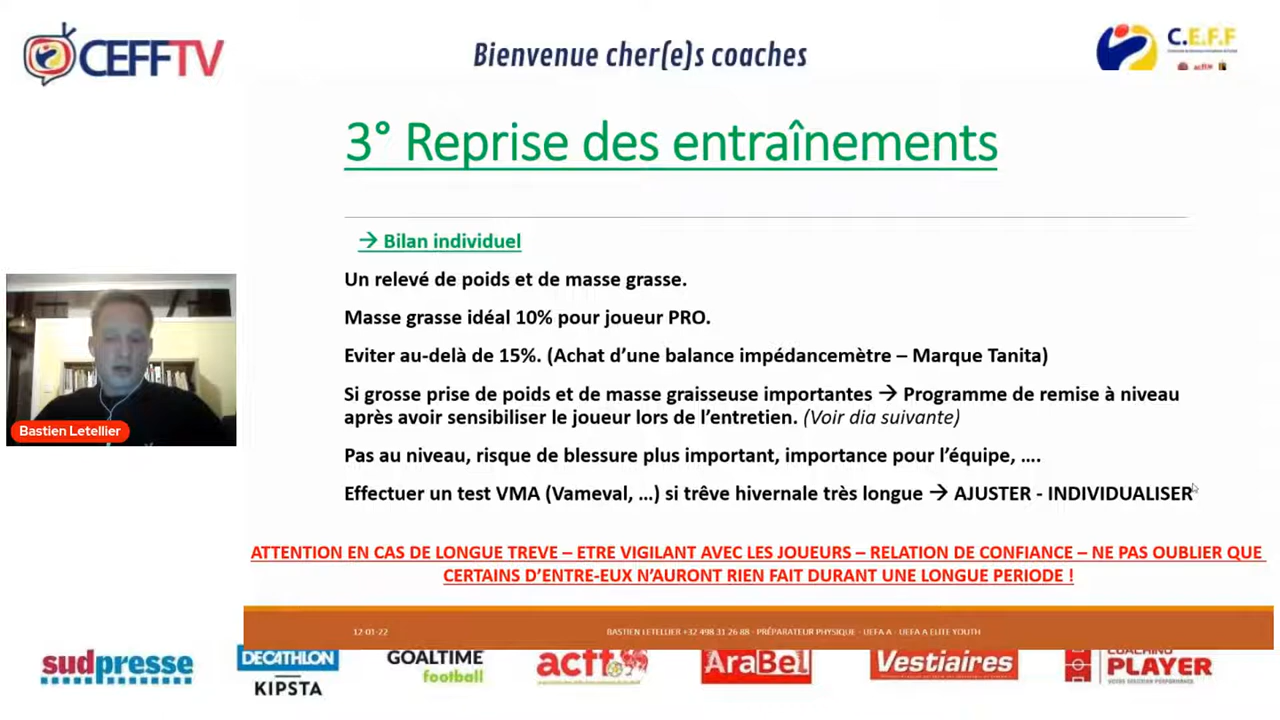 CEFFTV
Bienvenue cher(e)s coaches
C.E.F.F
3° Reprise des entraînements
→ Bilan individuel
Un relevé de poids et de masse grasse.
Masse grasse idéal 10% pour joueur PRO.
Eviter au-delà de 15%. (Achat d’une balance impédancemètre – Marque Tanita)
Si grosse prise de poids et de masse graisseuse importantes → Programme de remise à niveau
après avoir sensibiliser le joueur lors de l’entretien. (Voir dia suivante)
Pas au niveau, risque de blessure plus important, importance pour l’équipe, ….
Effectuer un test VMA (Vameval, …) si trêve hivernale très longue → AJUSTER - INDIVIDUALISER
Bastien Letellier
ATTENTION EN CAS DE LONGUE TREVE – ETRE VIGILANT AVEC LES JOUEURS – RELATION DE CONFIANCE – NE PAS OUBLIER QUE
CERTAINS D’ENTRE-EUX N’AURONT RIEN FAIT DURANT UNE LONGUE PERIODE !
12-01-22
BASTIEN LETELLIER +32 498 31 26 88 - PRÉPARATEUR PHYSIQUE - UEFA A - UEFA A ELITE YOUTH
sudpresse
DECATHLON
KIPSTA
GOALTIME
football
actf
AraBel
Vestiaires
COACHING
PLAYER